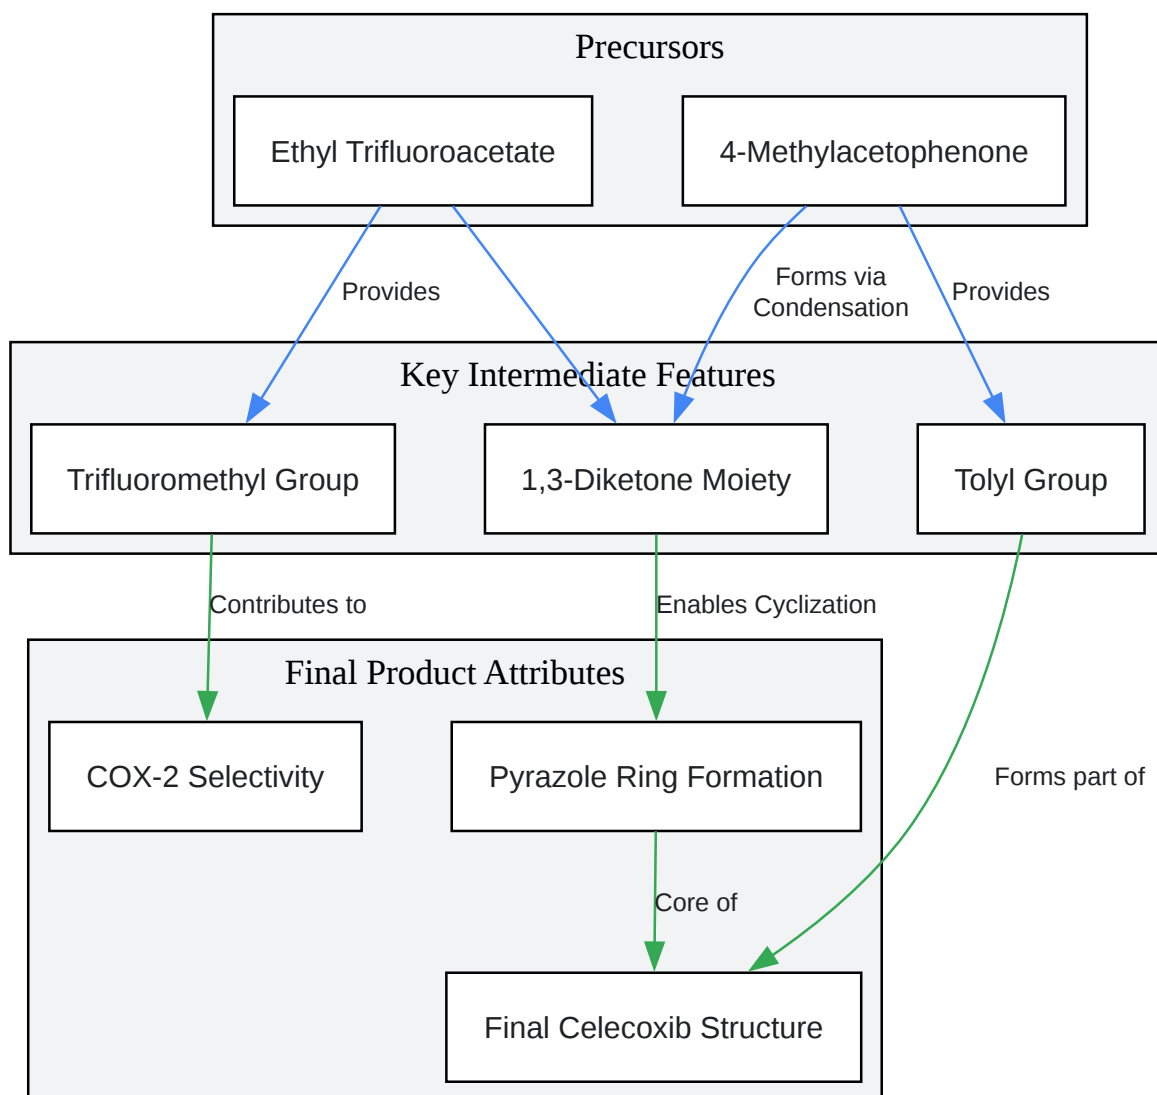 Precursors
Ethyl Trifluoroacetate
4-Methylacetophenone
Provides
Forms via
Condensation
Provides
Key Intermediate Features
Trifluoromethyl Group
1,3-Diketone Moiety
Tolyl Group
Contributes to
Enables Cyclization
Final Product Attributes
COX-2 Selectivity
Pyrazole Ring Formation
Forms part of
Core of
Final Celecoxib Structure